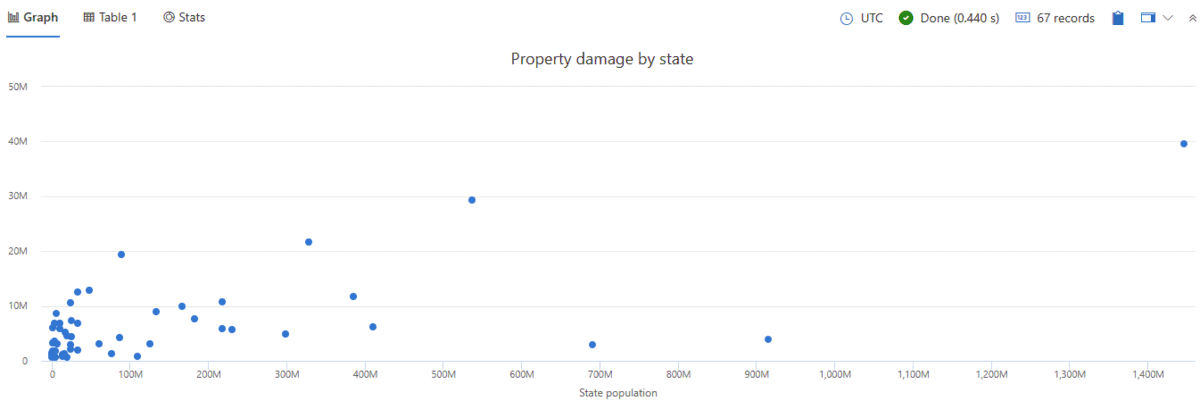 Graph Table 1 Stats UTC Done (0.440 s) 123 67 records
Property damage by state
50M
40M
30M
20M
10M
0
0 100M 200M 300M 400M 500M 600M 700M 800M 900M 1,000M 1,100M 1,200M 1,300M 1,400M
State population